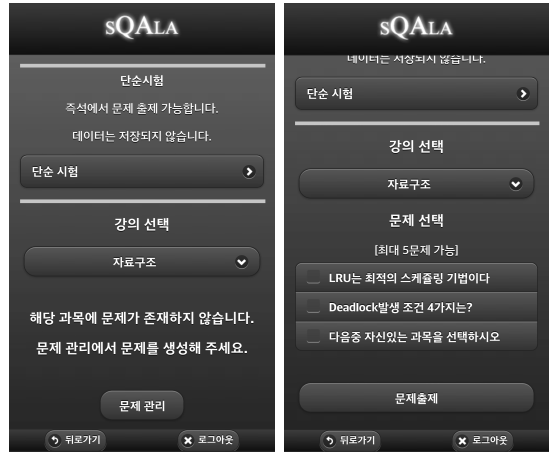 sQALA
단순시험
즉석에서 문제 출제 가능합니다.
데이터는 저장되지 않습니다.
단순 시험
강의 선택
자료구조
해당 과목에 문제가 존재하지 않습니다.
문제 관리에서 문제를 생성해 주세요.
문제 관리
뒤로가기
로그아웃
sQALA
데이터는 저장되지 않습니다.
단순 시험
강의 선택
자료구조
문제 선택
[최대 5문제 가능]
LRU는 최적의 스케쥴링 기법이다
Deadlock발생 조건 4가지는?
다음중 자신있는 과목을 선택하시오
문제출제
뒤로가기
로그아웃